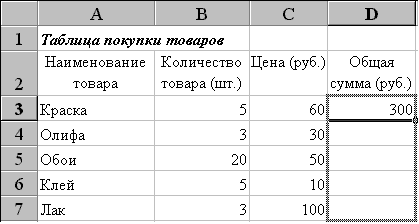 A B C D
1 Таблица покупки товаров
2 Наименование товара Количество товара (шт.) Цена (руб.) Общая сумма (руб.)
3 Краска 5 60 300
4 Олифа 3 30
5 Обои 20 50
6 Клей 5 10
7 Лак 3 100